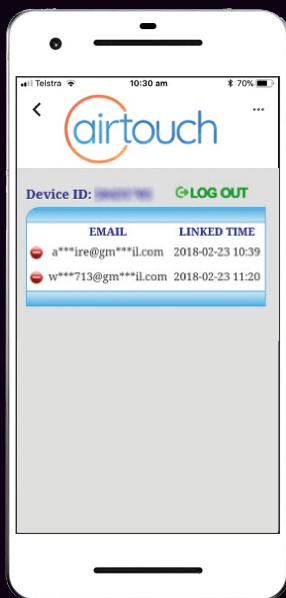 Telstra 10:30 am 70%
airtouch
Device ID: LOG OUT
EMAIL LINKED TIME
a***ire@gm***il.com 2018-02-23 10:39
w***713@gm***il.com 2018-02-23 11:20